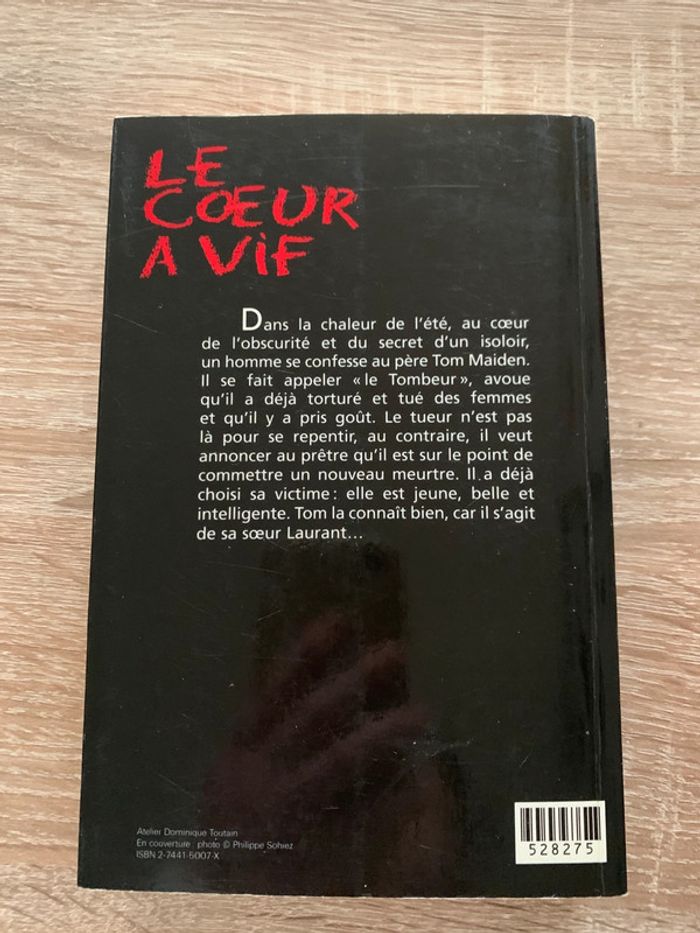 LE
CŒUR
A ViF
Dans la chaleur de l'été, au cœur
de l'obscurité et du secret d'un isoloir,
un homme se confesse au père Tom Maiden.
Il se fait appeler « le Tombeur », avoue
qu'il a déjà torturé et tué des femmes
et qu'il y a pris goût. Le tueur n'est pas
là pour se repentir, au contraire, il veut
annoncer au prêtre qu'il est sur le point de
commettre un nouveau meurtre. Il a déjà
choisi sa victime : elle est jeune, belle et
intelligente. Tom la connaît bien, car il s'agit
de sa sœur Laurant...
Atelier Dominique Toutain
En couverture : photo © Philippe Sohiez
ISBN 2-7441-5007-X
528275